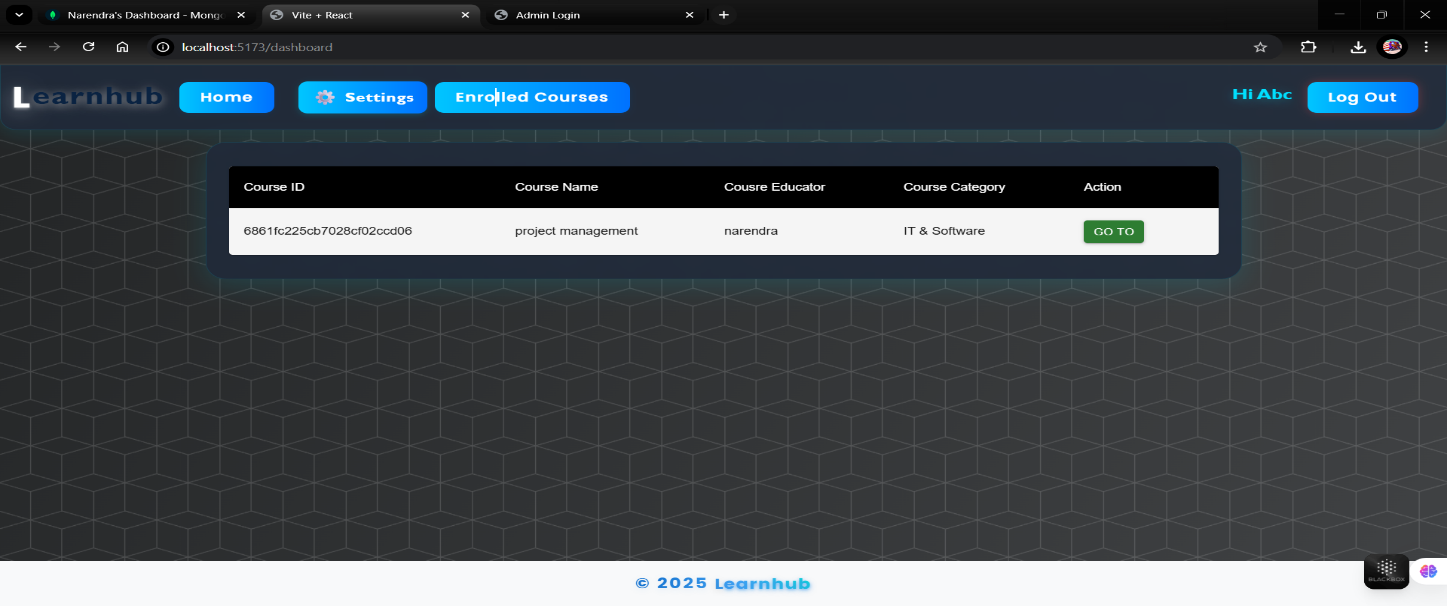 Narendra's Dashboard - Mongo
Vite + React
Admin Login
localhost:5173/dashboard
Learnhub
Home
Settings
Enrolled Courses
Hi Abc
Log Out
Course ID Course Name Cousre Educator Course Category Action
6861fc225cb7028cf02ccd06 project management narendra IT & Software GO TO
© 2025 Learnhub
BLACKBOX